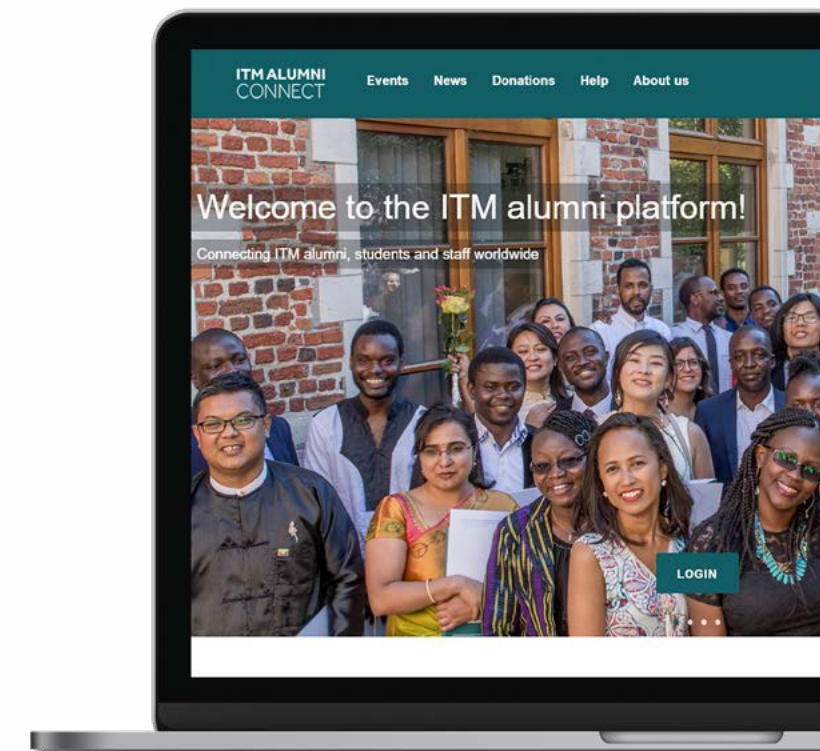 ITM ALUMNI
CONNECT
Events News Donations Help About us
Welcome to the ITM alumni platform!
Connecting ITM alumni, students and staff worldwide
LOGIN